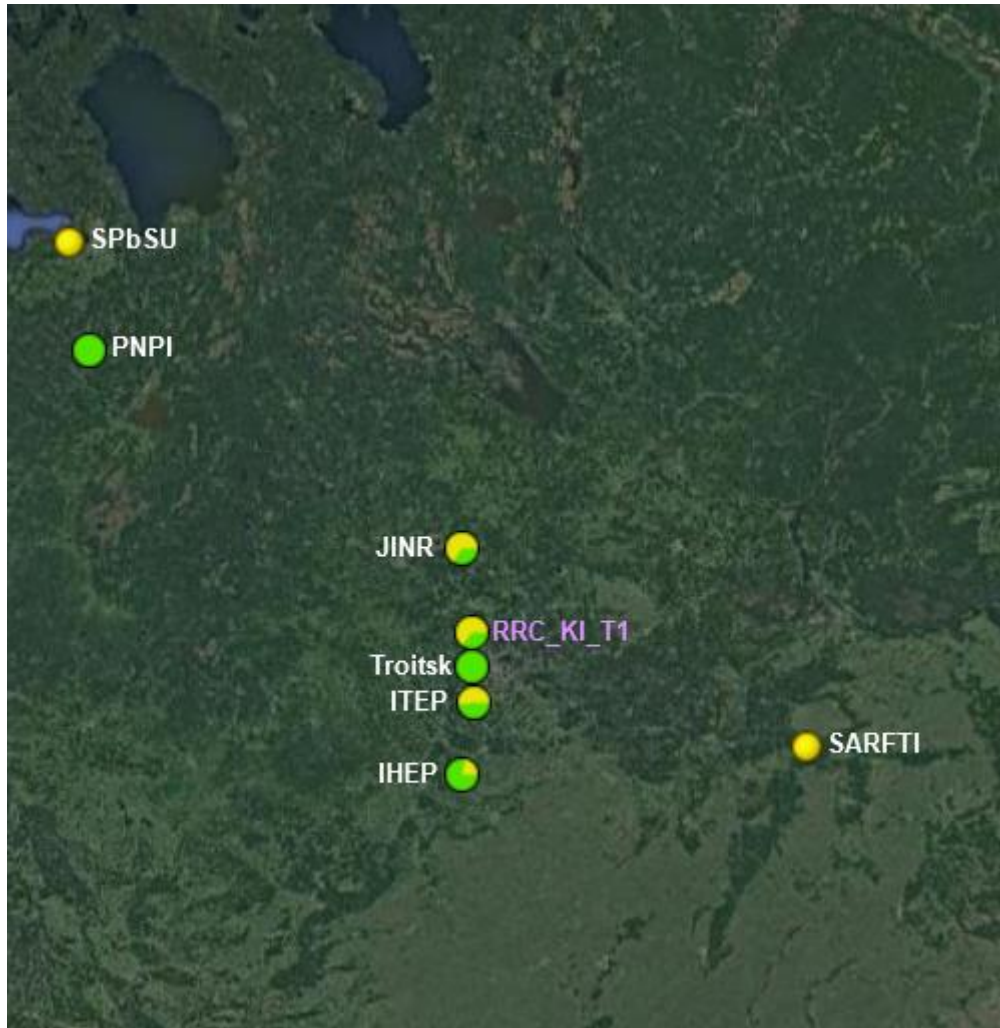 SPbSU
PNPI
JINR
RRC_KI_T1
Troitsk
ITEP
SARFTI
IHEP